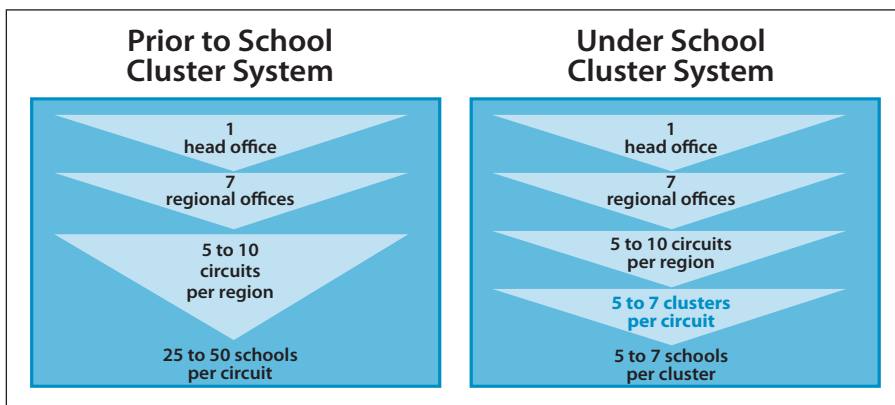 Prior to School
Cluster System
1
head office
7
regional offices
5 to 10
circuits
per region
25 to 50 schools
per circuit
Under School
Cluster System
1
head office
7
regional offices
5 to 10 circuits
per region
5 to 7 clusters
per circuit
5 to 7 schools
per cluster